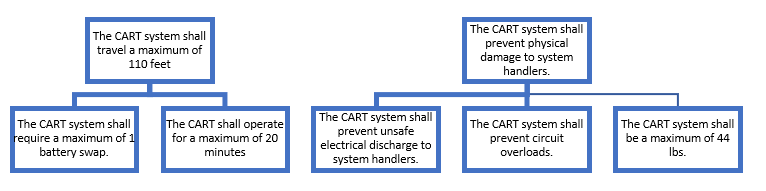 The CART system shall
travel a maximum of
110 feet
The CART system shall
prevent physical
damage to system
handlers.
The CART system shall
require a maximum of 1
battery swap.
The CART shall operate
for a maximum of 20
minutes
The CART system shall
prevent unsafe
electrical discharge to
system handlers.
The CART system shall
prevent circuit
overloads.
The CART system shall
be a maximum of 44
lbs.